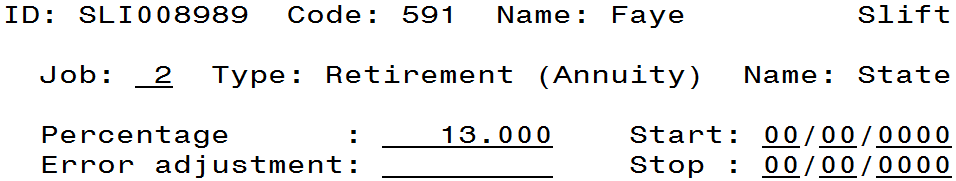 ID: SLI008989 Code: 591 Name: Faye Slift
Job: 2 Type: Retirement (Annuity) Name: State
Percentage : 13.000 Start: 00/00/0000
Error adjustment: Stop : 00/00/0000